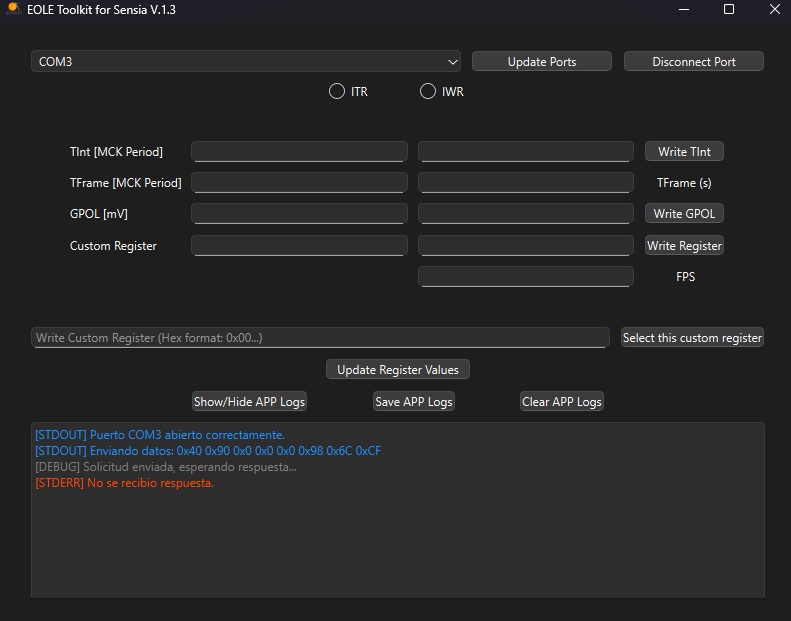 EOLE Toolkit for Sensia V.1.3
COM3
Update Ports
Disconnect Port
ITR
IWR
TInt [MCK Period]
Write TInt
TFrame [MCK Period]
TFrame (s)
GPOL [mV]
Write GPOL
Custom Register
Write Register
FPS
Write Custom Register (Hex format: 0x00...)
Select this custom register
Update Register Values
Show/Hide APP Logs
Save APP Logs
Clear APP Logs
[STDOUT] Puerto COM3 abierto correctamente.
[STDOUT] Enviando datos: 0x40 0x90 0x0 0x0 0x0 0x98 0x6C 0xCF
[DEBUG] Solicitud enviada, esperando respuesta...
[STDERR] No se recibio respuesta.